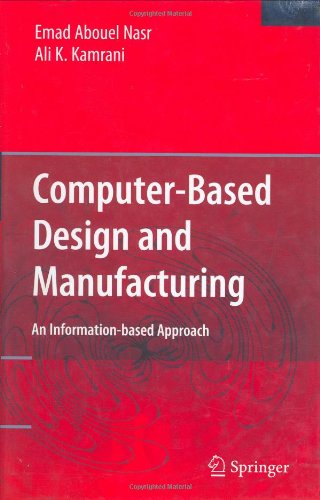 Emad Abouel Nasr
Ali K. Kamrani
Computer-Based
Design and
Manufacturing
An Information-based Approach
Springer